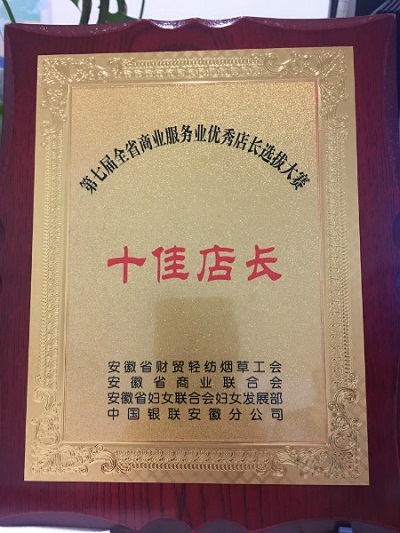 第七届全省商业服务业优秀店长选拔大赛
十佳店长
安徽省财贸轻纺烟草工会
安徽省商业联合会
安徽省妇女联合会妇女发展部
中国银联安徽分公司